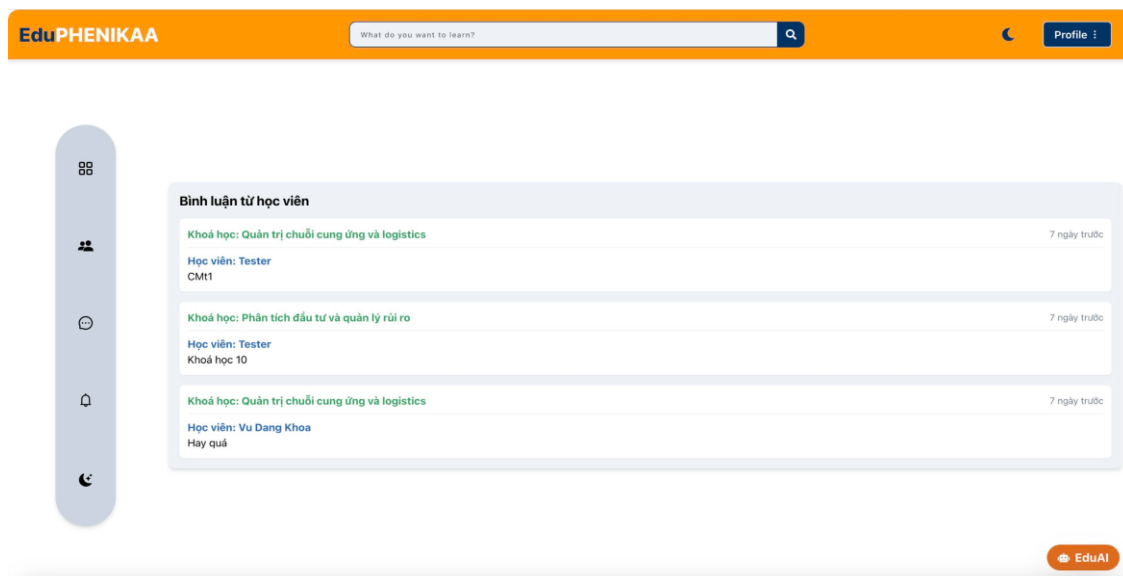 EduPHENIKAA
What do you want to learn?
Profile
Bình luận từ học viên
Khoá học: Quản trị chuỗi cung ứng và logistics
7 ngày trước
Học viên: Tester
CMt1
Khoá học: Phân tích đầu tư và quản lý rủi ro
7 ngày trước
Học viên: Tester
Khoá học 10
Khoá học: Quản trị chuỗi cung ứng và logistics
7 ngày trước
Học viên: Vu Dang Khoa
Hay quá
EduAI